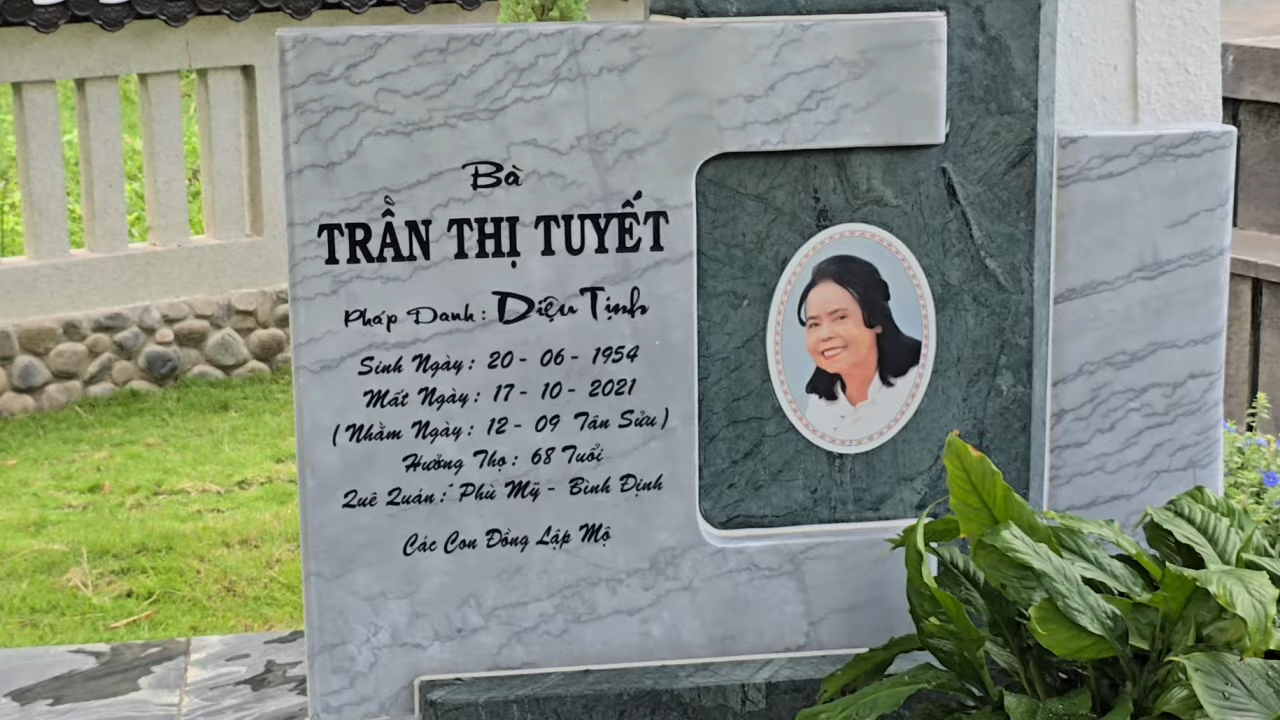 Bà
TRẦN THỊ TUYẾT
Pháp Danh: Diệu Tịnh
Sinh Ngày: 20 - 06 - 1954
Mất Ngày: 17 - 10 - 2021
(Nhằm Ngày: 12 - 09 Tân Sửu)
Hưởng Thọ: 68 Tuổi
Quê Quán: Phù Mỹ - Bình Định
Các Con Đồng Lập Mộ